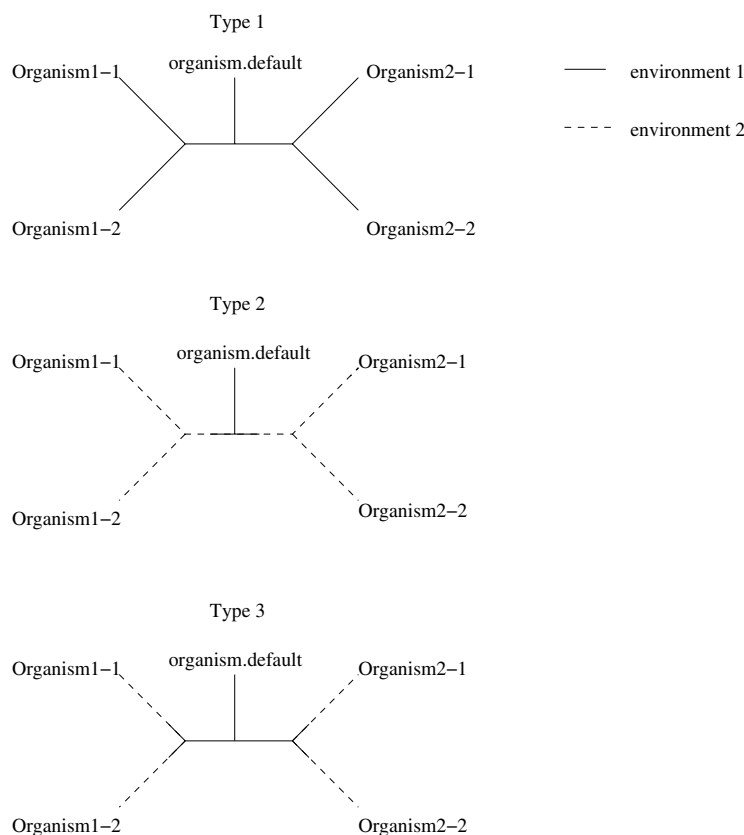 Type 1
organism.default
Organism1−1
Organism2−1
environment 1
environment 2
Organism1−2
Organism2−2
Type 2
organism.default
Organism1−1
Organism2−1
Organism1−2
Organism2−2
Type 3
organism.default
Organism1−1
Organism2−1
Organism1−2
Organism2−2